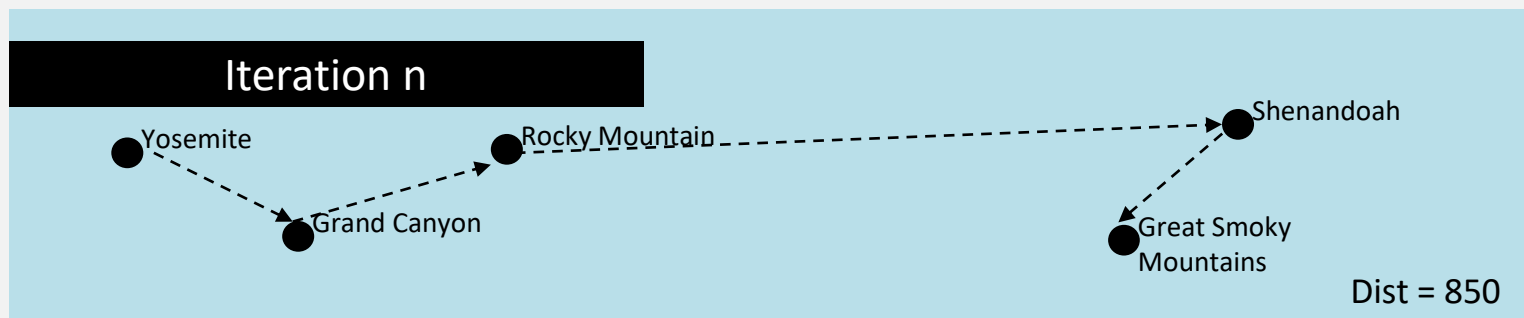 Iteration n
Shenandoah
Yosemite
Rocky Mountain
Grand Canyon
Great Smoky
Mountains
Dist = 850